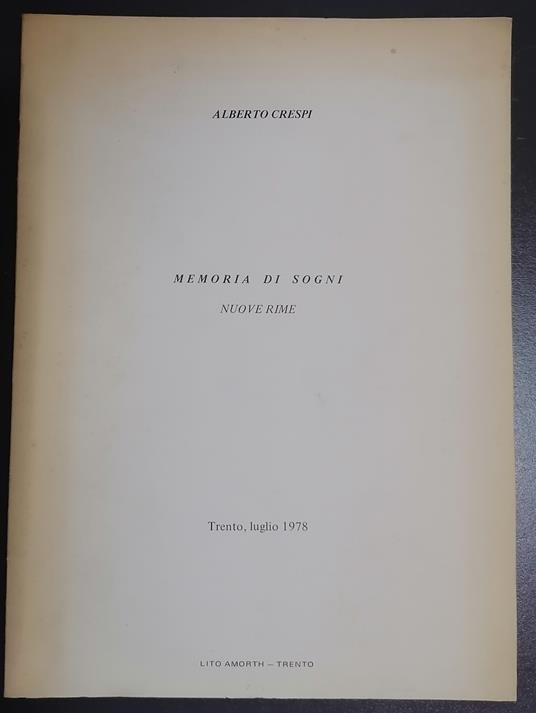 ALBERTO CRESPI
MEMORIA DI SOGNI
NUOVE RIME
Trento, luglio 1978
LITO AMORTH – TRENTO